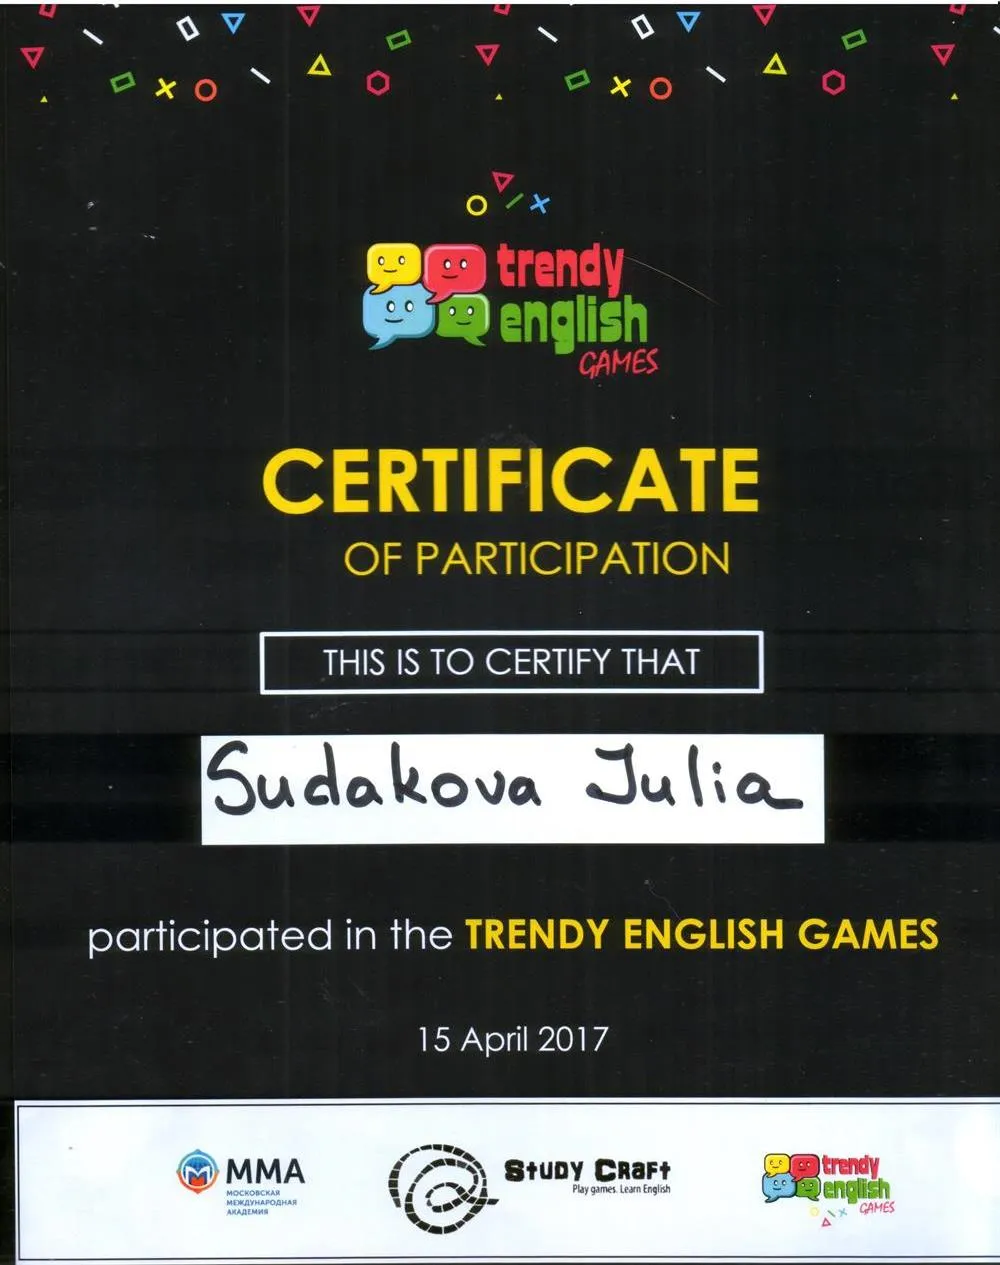 trendy
english
GAMES
CERTIFICATE
OF PARTICIPATION
THIS IS TO CERTIFY THAT
Sudakova Julia
participated in the TRENDY ENGLISH GAMES
15 April 2017
MMA
МОСКОВСКАЯ
МЕЖДУНАРОДНАЯ
АКАДЕМИЯ
STUDY CRAFT
Play games. Learn English
trendy
english
GAMES